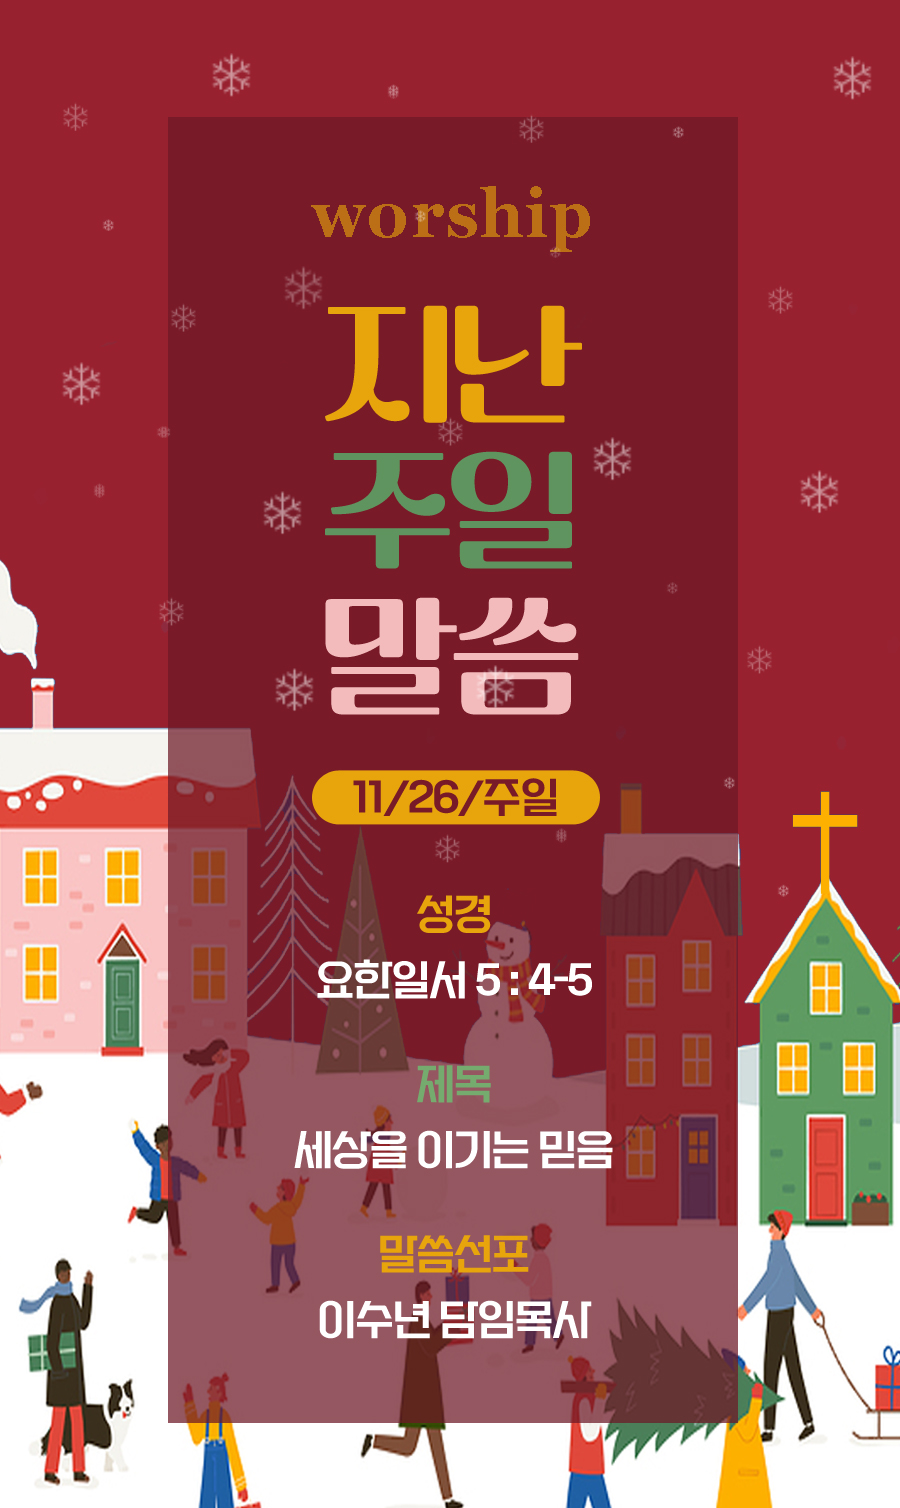 worship
지난
주일
말씀
11/26/주일
성경
요한일서 5 : 4-5
제목
세상을 이기는 믿음
말씀선포
이수년 담임목사